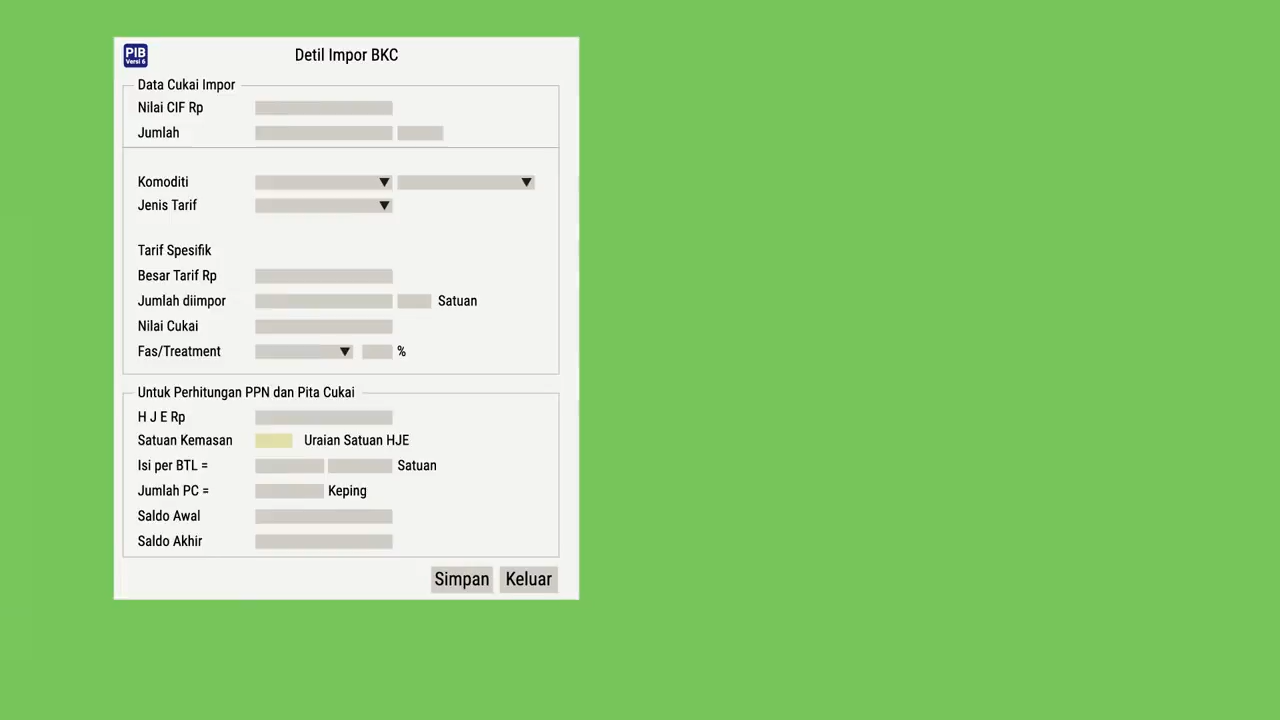 PIB
Versi 6
Detil Impor BKC
Data Cukai Impor
Nilai CIF Rp
Jumlah
Komoditi
Jenis Tarif
Tarif Spesifik
Besar Tarif Rp
Jumlah diimpor Satuan
Nilai Cukai
Fas/Treatment %
Untuk Perhitungan PPN dan Pita Cukai
H J E Rp
Satuan Kemasan Uraian Satuan HJE
Isi per BTL = Satuan
Jumlah PC = Keping
Saldo Awal
Saldo Akhir
Simpan Keluar